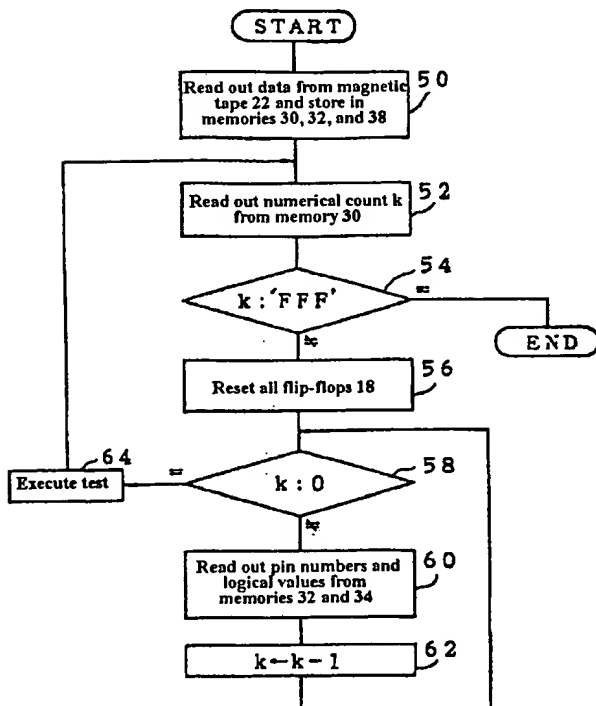 START
50
Read out data from magnetic
tape 22 and store in
memories 30, 32, and 38
52
Read out numerical count k
from memory 30
54
k : 'FFF'
=
END
≒
56
Reset all flip-flops 18
64
Execute test
=
58
k : 0
≒
60
Read out pin numbers and
logical values from
memories 32 and 34
62
k←k−1